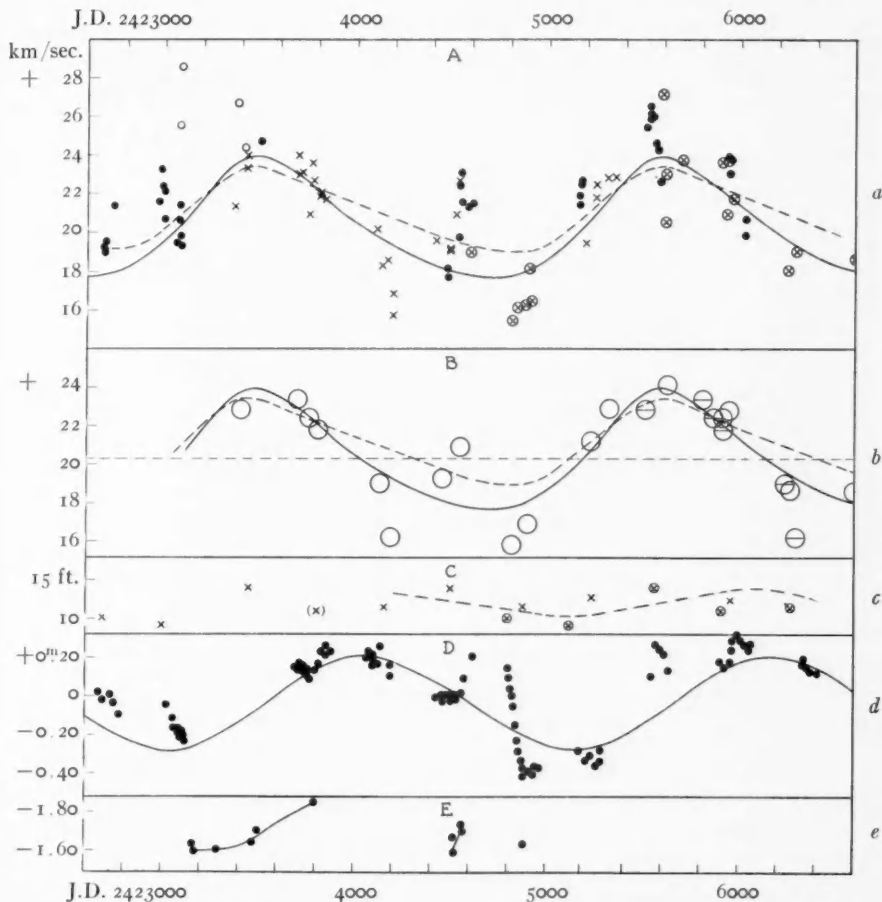 J.D. 2423000 4000 5000 6000
km/sec.
A
+ 28
26
24
22
a
20
18
16
B
+ 24
22
20
b
18
16
C
15 ft.
(×)
c
10
D
+0ᵐ.20
0
d
−0.20
−0.40
E
−1.80
−1.60
e
J.D. 2423000 4000 5000 6000